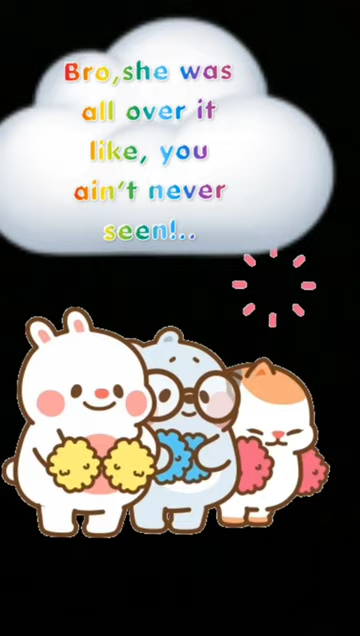 Bro,she was
all over it
like, you
ain't never
seen!..